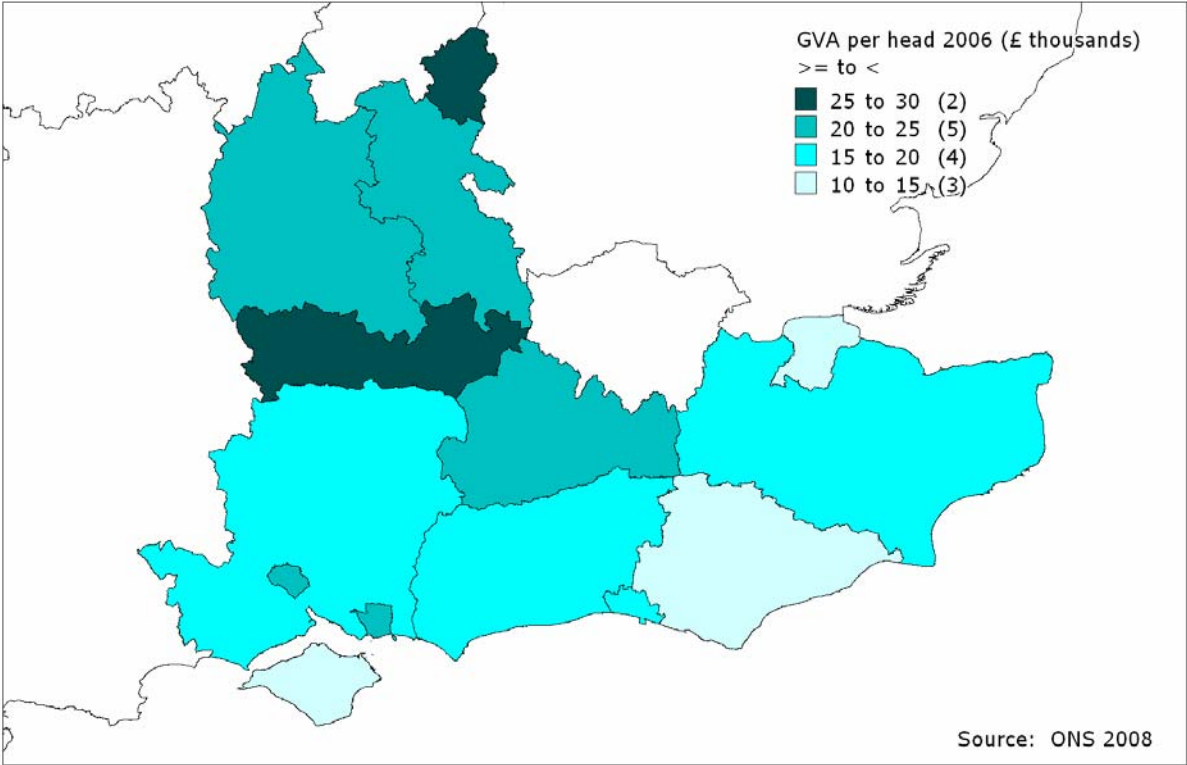 GVA per head 2006 (£ thousands)
>= to <
25 to 30 (2)
20 to 25 (5)
15 to 20 (4)
10 to 15 (3)
Source: ONS 2008